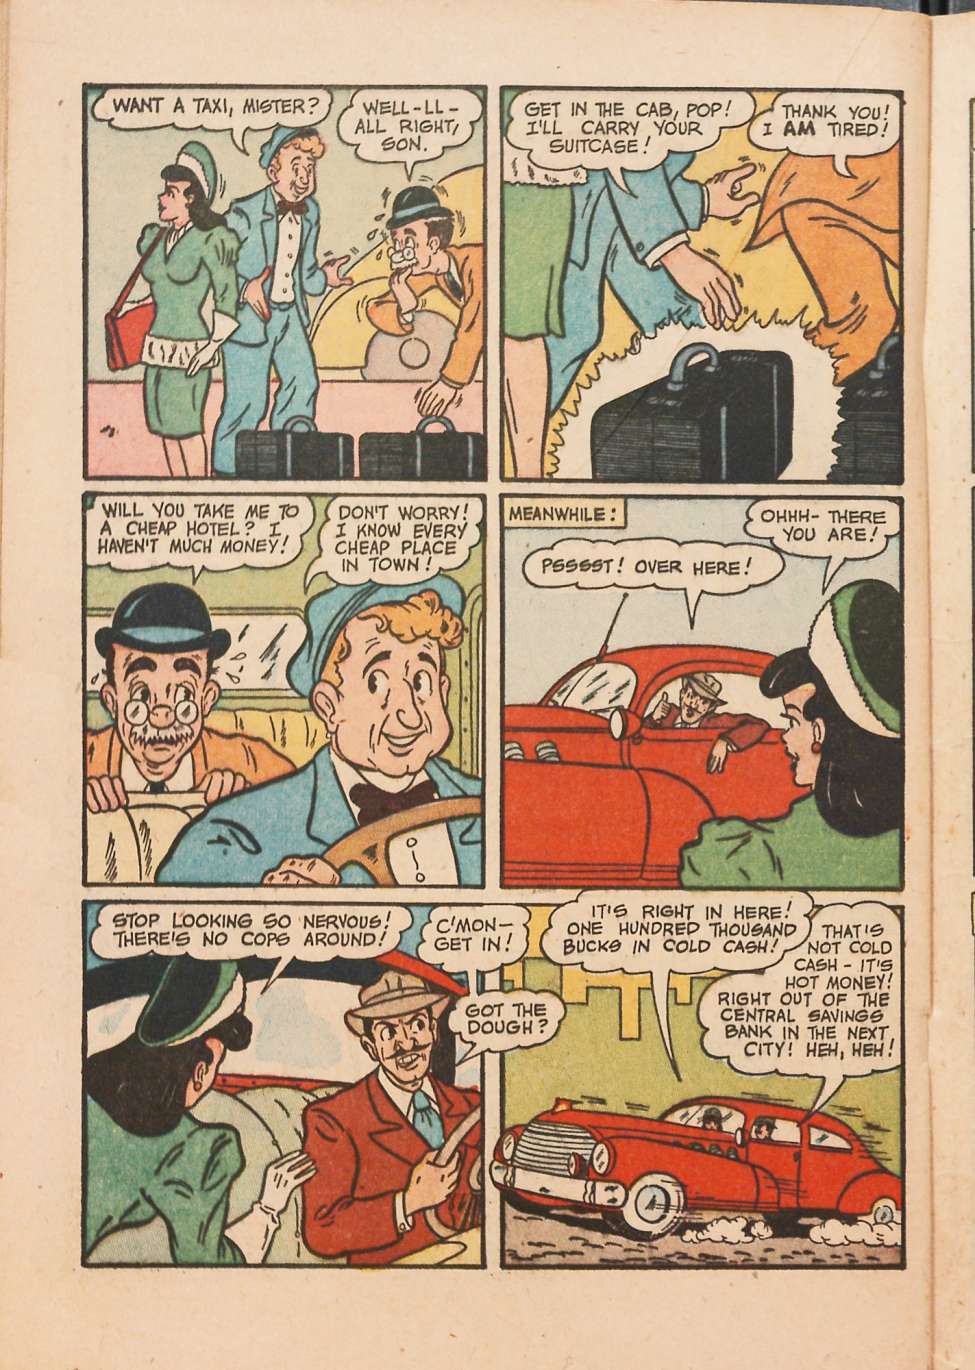 WANT A TAXI, MISTER?
WELL-LL-
ALL RIGHT,
SON.
GET IN THE CAB, POP!
I'LL CARRY YOUR
SUITCASE!
THANK YOU!
I AM TIRED!
WILL YOU TAKE ME TO
A CHEAP HOTEL? I
HAVEN'T MUCH MONEY!
DON'T WORRY!
I KNOW EVERY
CHEAP PLACE
IN TOWN!
MEANWHILE:
PSSSST! OVER HERE!
OHHH- THERE
YOU ARE!
STOP LOOKING SO NERVOUS!
THERE'S NO COPS AROUND!
C'MON-
GET IN!
GOT THE
DOUGH?
IT'S RIGHT IN HERE!
ONE HUNDRED THOUSAND
BUCKS IN COLD CASH!
THAT'S
NOT COLD
CASH - IT'S
HOT MONEY!
RIGHT OUT OF THE
CENTRAL SAVINGS
BANK IN THE NEXT
CITY! HEH, HEH!